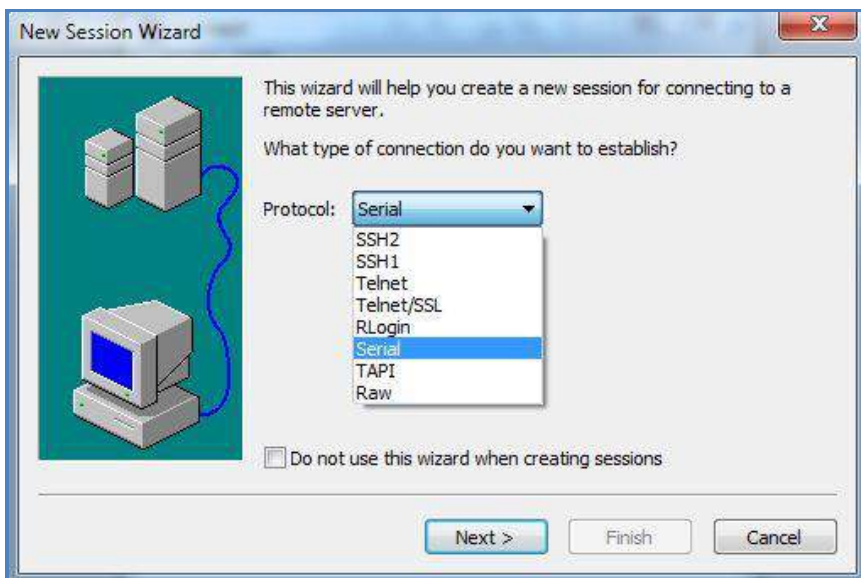 New Session Wizard
This wizard will help you create a new session for connecting to a
remote server.
What type of connection do you want to establish?
Protocol: Serial
SSH2
SSH1
Telnet
Telnet/SSL
RLogin
Serial
TAPI
Raw
Do not use this wizard when creating sessions
Next > Finish Cancel